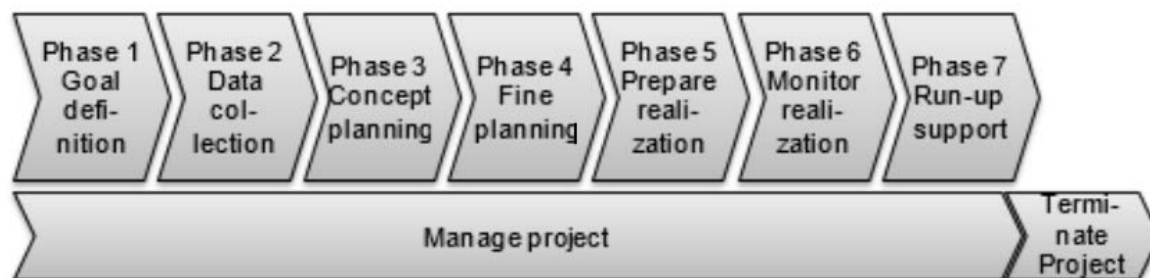 Phase 1
Goal
defi-
nition
Phase 2
Data
col-
lection
Phase 3
Concept
planning
Phase 4
Fine
planning
Phase 5
Prepare
reali-
zation
Phase 6
Monitor
reali-
zation
Phase 7
Run-up
support
Manage project
Termi-
nate
Project